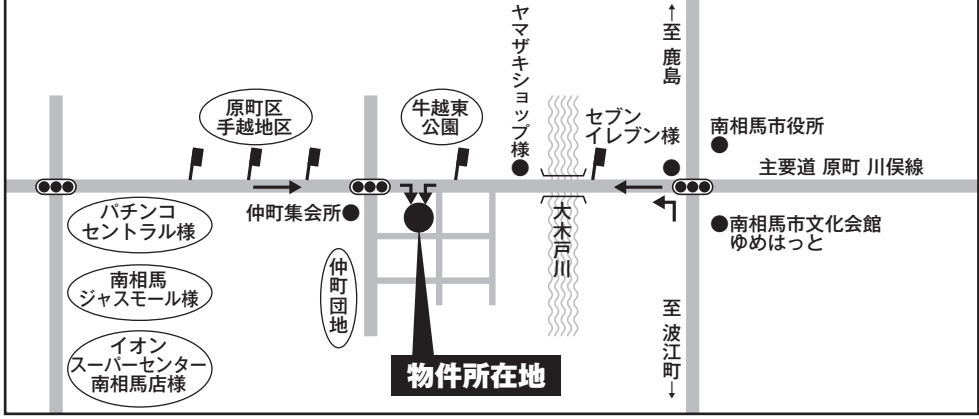 ヤマザキショップ様
←至 鹿島
原町区
手越地区
牛越東
公園
セブン
イレブン様
南相馬市役所
主要道 原町 川俣線
パチンコ
セントラル様
仲町集会所
大木戸川
南相馬市文化会館
ゆめはっと
南相馬
ジャスモール様
仲町団地
至 波江町→
イオン
スーパーセンター
南相馬店様
物件所在地